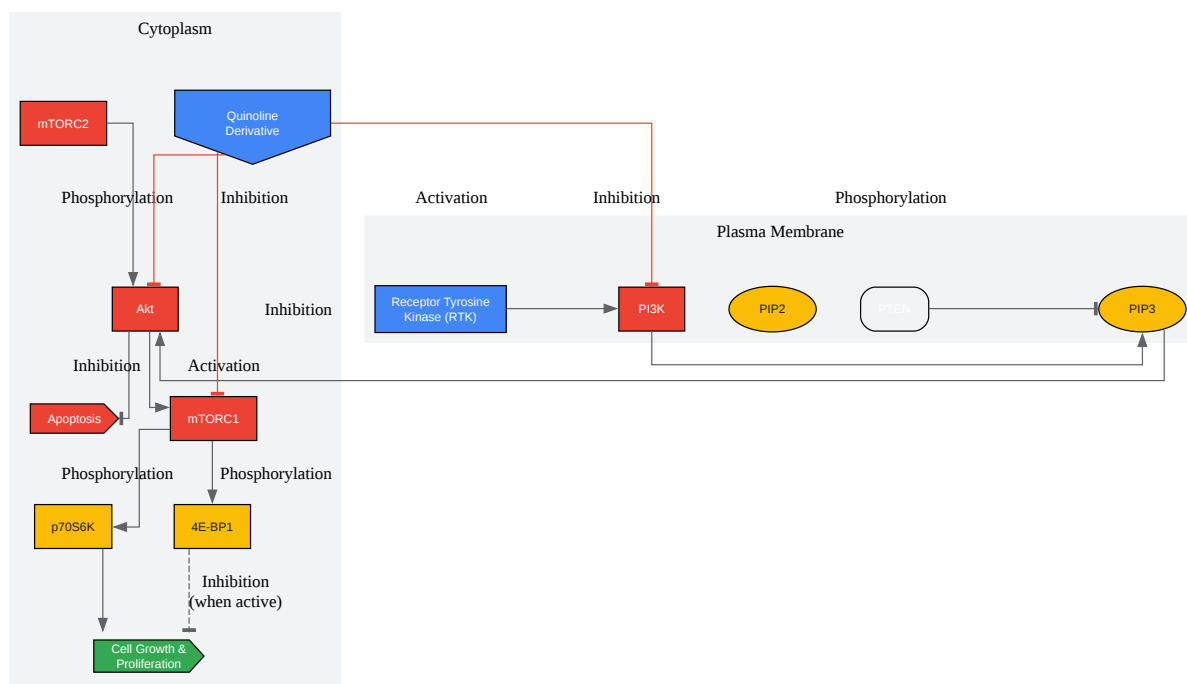 Cytoplasm
mTORC2
Quinoline
Derivative
Phosphorylation
Inhibition
Activation
Inhibition
Phosphorylation
Plasma Membrane
Akt
Inhibition
Receptor Tyrosine
Kinase (RTK)
PI3K
PIP2
PTEN
PIP3
Inhibition
Activation
Apoptosis
mTORC1
Phosphorylation
Phosphorylation
p70S6K
4E-BP1
Inhibition
(when active)
Cell Growth &
Proliferation